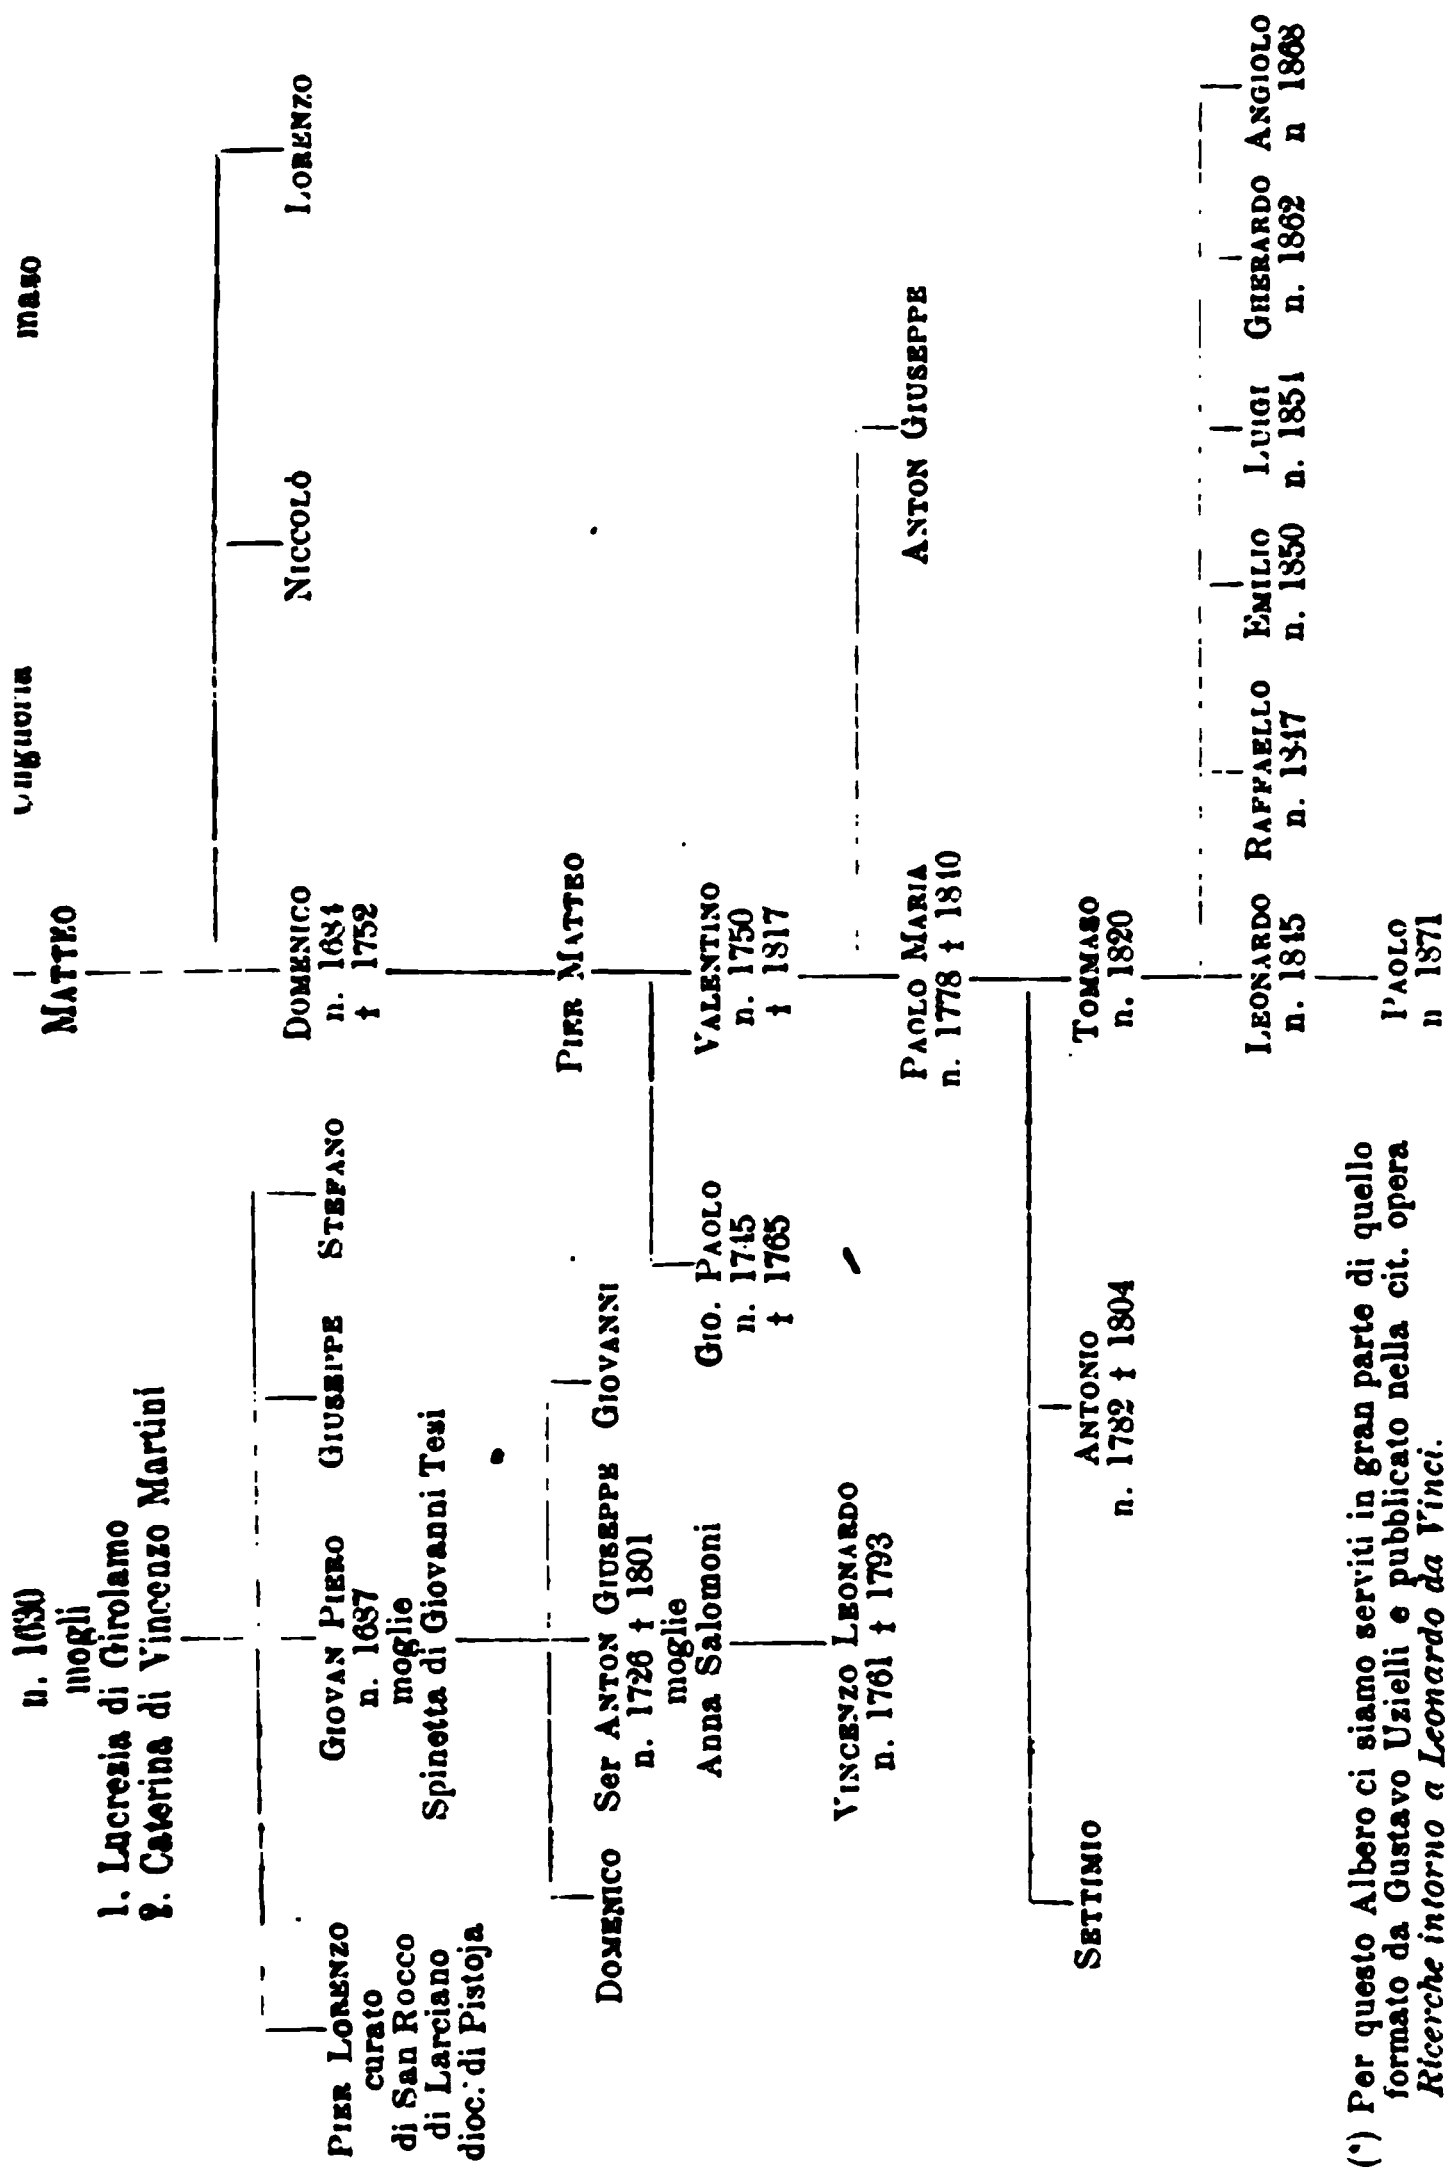 n. 1630
mogli
1. Lucrezia di Girolamo
2. Caterina di Vincenzo Martini
MATTEO
maso
PIER LORENZO
curato
di San Rocco
di Larciano
dioc. di Pistoja
GIOVAN PIERO
n. 1687
moglie
Spinetta di Giovanni Tesi
GIUSEPPE
STEFANO
DOMENICO
n. 1684
† 1752
NICCOLÒ
LORENZO
DOMENICO
Ser ANTON GIUSEPPE
n. 1726 † 1801
moglie
Anna Salomoni
GIOVANNI
PIER MATTEO
GIO. PAOLO
n. 1745
† 1765
VALENTINO
n. 1750
† 1817
VINCENZO LEONARDO
n. 1761 † 1793
PAOLO MARIA
n. 1778 † 1840
ANTON GIUSEPPE
SETTIMIO
ANTONIO
n. 1782 † 1804
TOMMASO
n. 1820
LEONARDO
n. 1845
RAFFAELLO
n. 1847
EMILIO
n. 1850
LUIGI
n. 1851
GHERARDO
n. 1862
ANGIOLO
n 1868
PAOLO
n 1871
(*) Per questo Albero ci siamo serviti in gran parte di quello
formato da Gustavo Uzielli e pubblicato nella cit. opera
Ricerche intorno a Leonardo da Vinci.